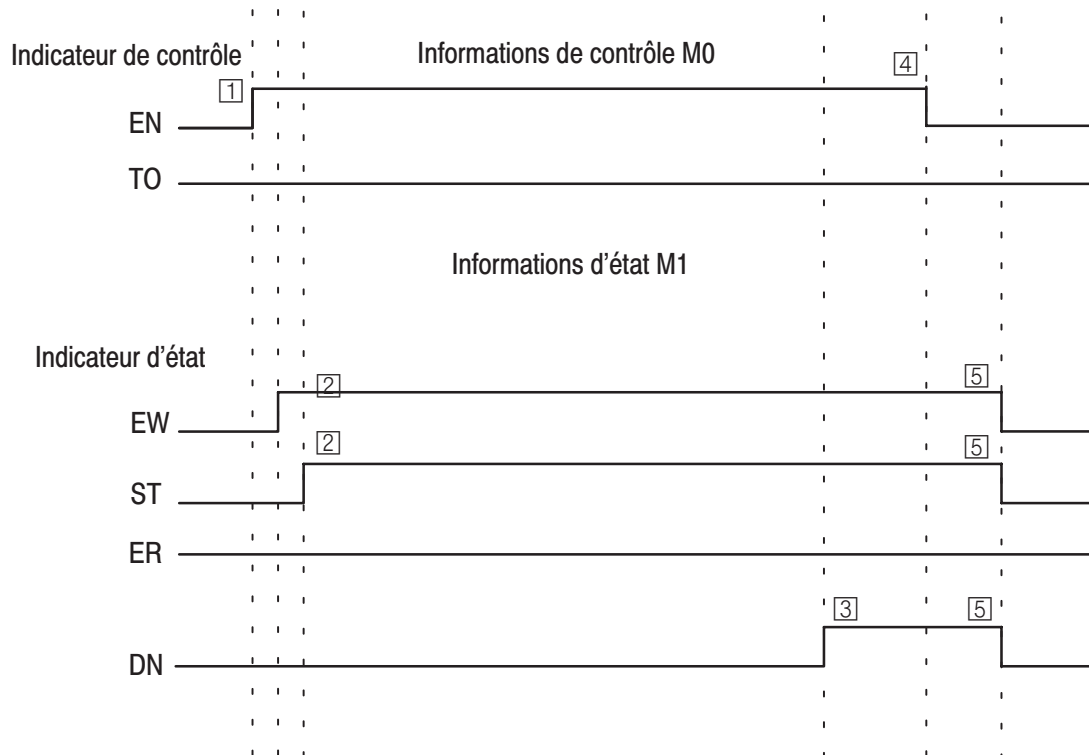 Indicateur de contrôle
Informations de contrôle M0
1
4
EN
TO
Informations d’état M1
Indicateur d’état
2
5
EW
2
5
ST
ER
3
5
DN